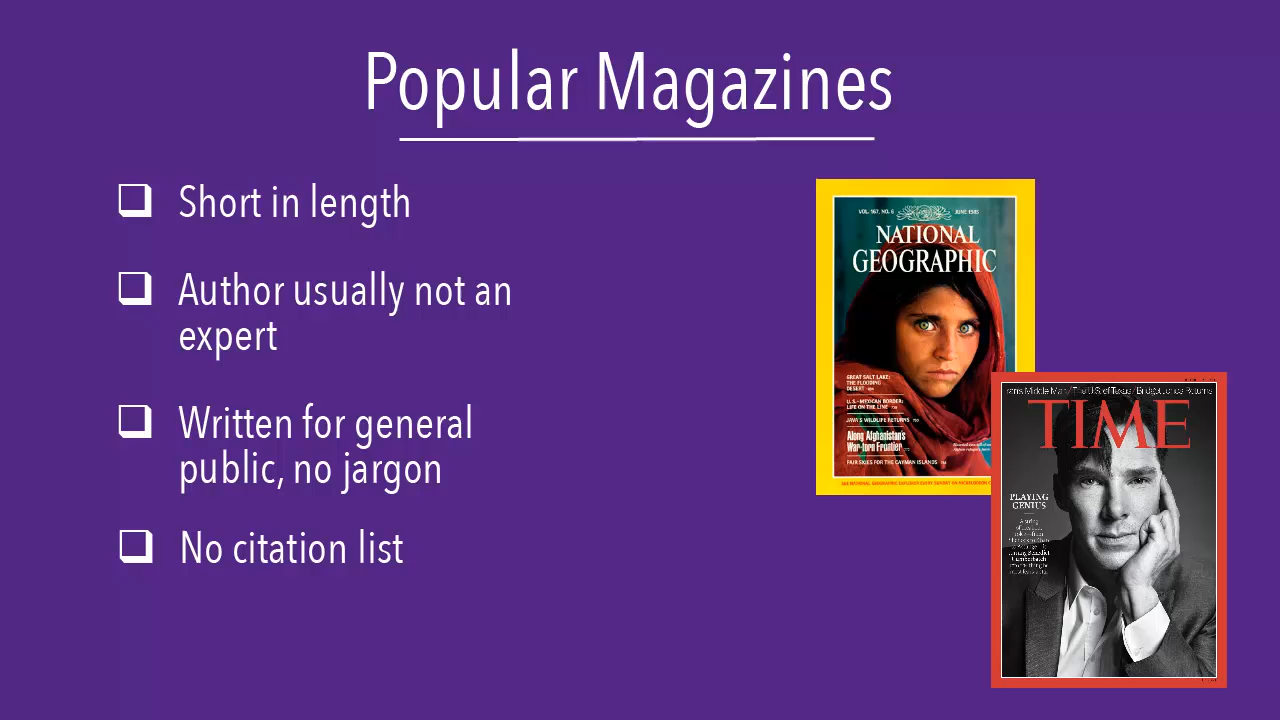 Popular Magazines
Short in length
Author usually not an
expert
Written for general
public, no jargon
No citation list
VOL. 167, NO. 6
JUNE 1985
NATIONAL
GEOGRAPHIC
GREAT SALT LAKE:
THE FLOODING
DESERT
U.S.-MEXICAN BORDER:
LIFE ON THE LINE
JAVA'S WILDLIFE RETURNS
Along Afghanistan's
War-torn Frontier
FAIR SKIES FOR THE CAYMAN ISLANDS
TIME
PLAYING
GENIUS